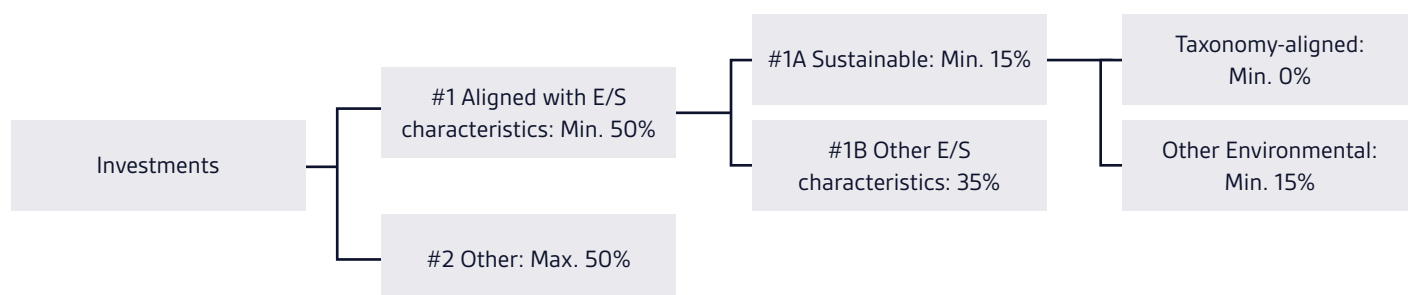 Investments
#1 Aligned with E/S
characteristics: Min. 50%
#2 Other: Max. 50%
#1A Sustainable: Min. 15%
#1B Other E/S
characteristics: 35%
Taxonomy-aligned:
Min. 0%
Other Environmental:
Min. 15%